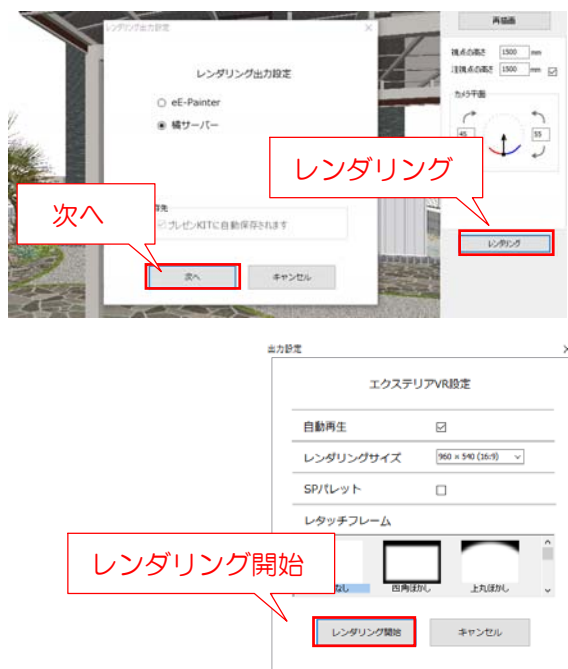 レンダリング出力設定
再描画
レンダリング出力設定
視点の高さ 1500 mm
注視点の高さ 1500 mm
eE-Painter
カメラ平面
橘サーバー
45
55
レンダリング
次へ
存先
プレゼンKITに自動保存されます
レンダリング
次へ
キャンセル
出力設定
エクステリアVR設定
自動再生
レンダリングサイズ 960 × 540 (16:9)
SPパレット
レタッチフレーム
レンダリング開始
なし
四角ぼかし
上丸ぼかし
レンダリング開始
キャンセル